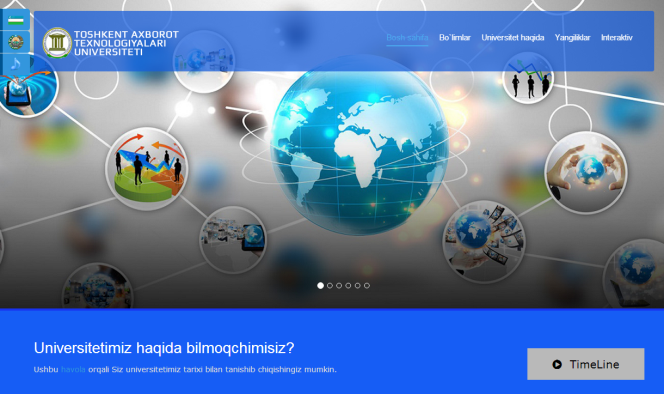 TOSHKENT AXBOROT
TEXNOLOGIYALARI
UNIVERSITETI
Bosh sahifa Bo`limlar Universitet haqida Yangiliklar Interaktiv
Universitetimiz haqida bilmoqchimisiz?
Ushbu havola orqali Siz universitetimiz tarixi bilan tanishib chiqishingiz mumkin.
TimeLine